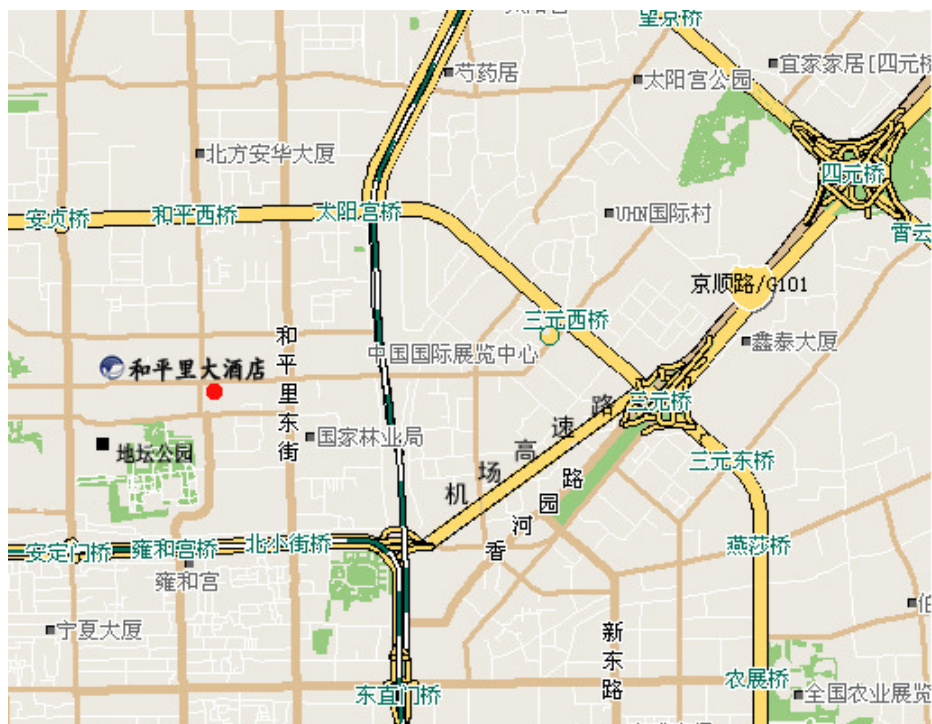 望京桥
芍药居
太阳宫公园
宜家家居[四元桥
北方安华大厦
四元桥
安贞桥
和平西桥
太阳宫桥
UHN国际村
霄云
京顺路/G101
三元西桥
和平里东街
中国国际展览中心
鑫泰大厦
和平里大酒店
三元桥
机场高速路
国家林业局
地坛公园
三元东桥
香河园路
安定门桥
雍和宫桥
北小街桥
燕莎桥
雍和宫
宁夏大厦
新东路
农展桥
东直门桥
全国农业展览